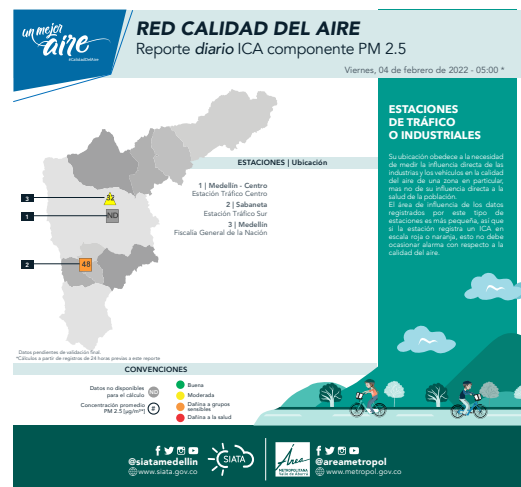 un mejor
aire
#CalidadDelAire
RED CALIDAD DEL AIRE
Reporte diario ICA componente PM 2.5
Viernes, 04 de febrero de 2022 - 05:00 *
ESTACIONES
DE TRÁFICO
O INDUSTRIALES
Su ubicación obedece a la necesidad
de medir la influencia directa de las
industrias y los vehículos en la calidad
del aire de una zona en particular,
mas no de su influencia directa a la
salud de la población.
El área de influencia de los datos
registrados por este tipo de
estaciones es más pequeña, así que
si la estación registra un ICA en
escala roja o naranja, esto no debe
ocasionar alarma con respecto a la
calidad del aire.
ESTACIONES | Ubicación
1 | Medellín - Centro
Estación Tráfico Centro
2 | Sabaneta
Estación Tráfico Sur
3 | Medellín
Fiscalía General de la Nación
3
32
1
ND
2
48
Datos pendientes de validación final.
*Cálculos a partir de registros de 24 horas previas a este reporte
CONVENCIONES
Datos no disponibles
para el cálculo
ND
Concentración promedio
PM 2.5 [µg/m³]
#
Buena
Moderada
Dañina a grupos
sensibles
Dañina a la salud
@siatamedellin
www.siata.gov.co
SIATA
Área
METROPOLITANA
Valle de Aburrá
@areametropol
www.metropol.gov.co